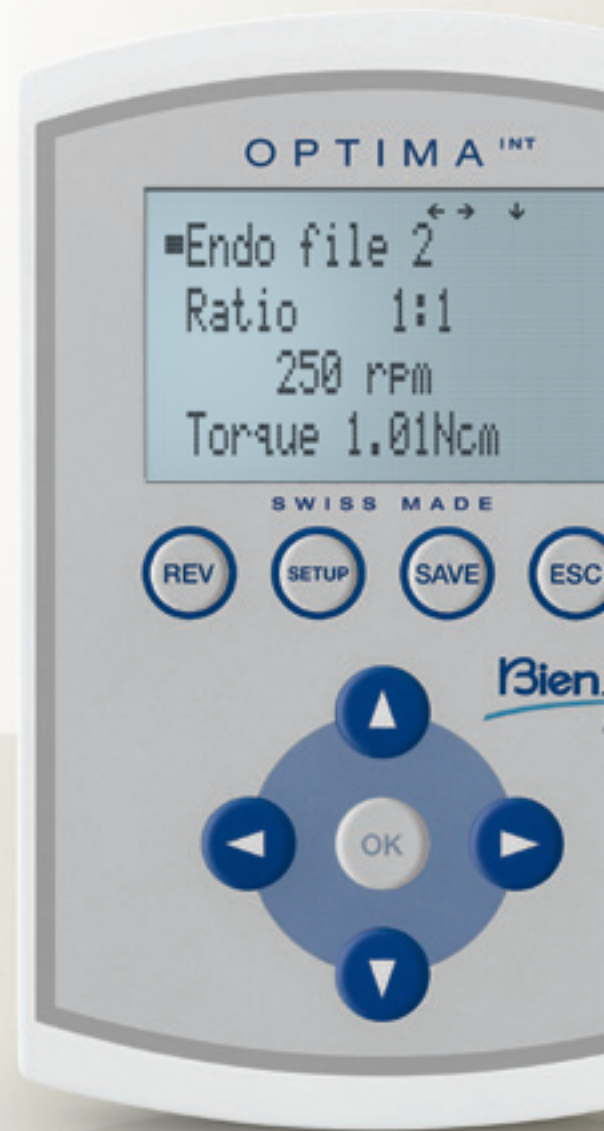 OPTIMA INT
Endo file 2
Ratio 1:1
250 rpm
Torque 1.01Ncm
SWISS MADE
REV SETUP SAVE ESC
Bien
OK